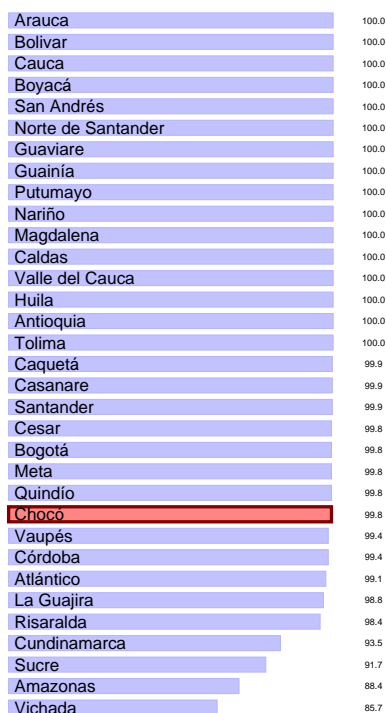 Arauca 100.0
Bolivar 100.0
Cauca 100.0
Boyacá 100.0
San Andrés 100.0
Norte de Santander 100.0
Guaviare 100.0
Guainía 100.0
Putumayo 100.0
Nariño 100.0
Magdalena 100.0
Caldas 100.0
Valle del Cauca 100.0
Huila 100.0
Antioquia 100.0
Tolima 100.0
Caquetá 99.9
Casanare 99.9
Santander 99.9
Cesar 99.8
Bogotá 99.8
Meta 99.8
Quindío 99.8
Chocó 99.8
Vaupés 99.4
Córdoba 99.4
Atlántico 99.1
La Guajira 98.8
Risaralda 98.4
Cundinamarca 93.5
Sucre 91.7
Amazonas 88.4
Vichada 85.7